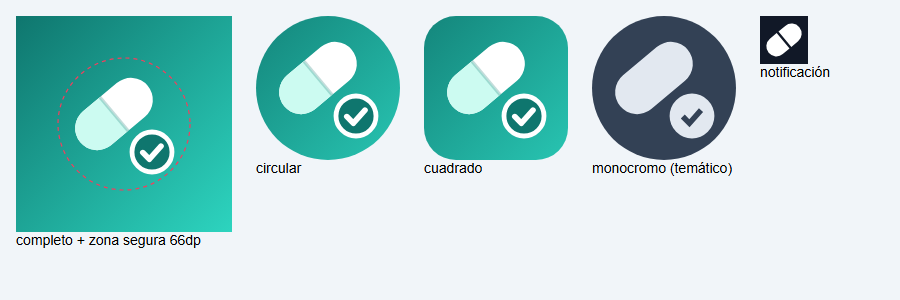 notificación
circular
cuadrado
monocromo (temático)
completo + zona segura 66dp